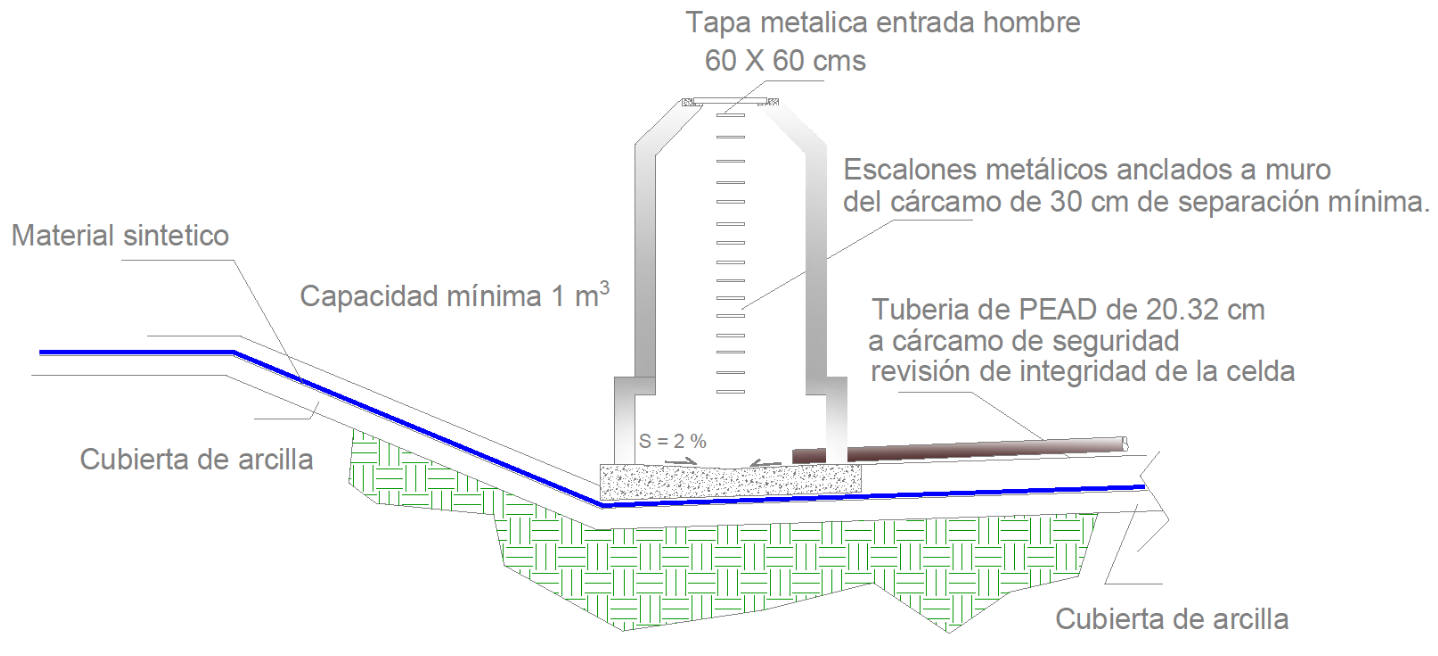 Tapa metalica entrada hombre
60 X 60 cms
Escalones metálicos anclados a muro
del cárcamo de 30 cm de separación mínima.
Material sintetico
Capacidad mínima 1 m³
Tuberia de PEAD de 20.32 cm
a cárcamo de seguridad
revisión de integridad de la celda
S = 2 %
Cubierta de arcilla
Cubierta de arcilla